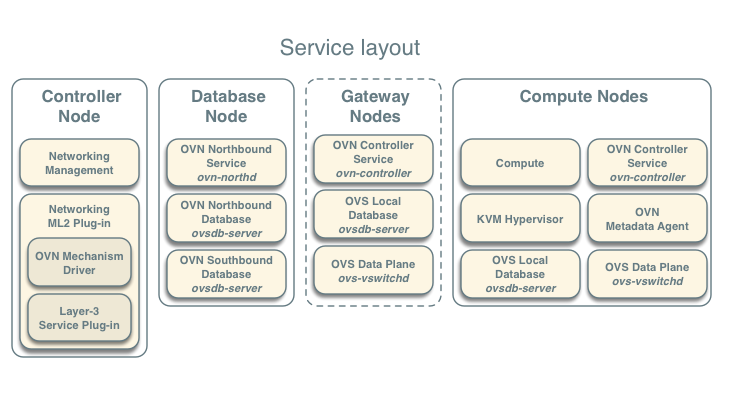 Service layout
Controller
Node
Networking
Management
Networking
ML2 Plug-in
OVN Mechanism
Driver
Layer-3
Service Plug-in
Database
Node
OVN Northbound
Service
ovn-northd
OVN Northbound
Database
ovsdb-server
OVN Southbound
Database
ovsdb-server
Gateway
Nodes
OVN Controller
Service
ovn-controller
OVS Local
Database
ovsdb-server
OVS Data Plane
ovs-vswitchd
Compute Nodes
Compute
OVN Controller
Service
ovn-controller
KVM Hypervisor
OVN
Metadata Agent
OVS Local
Database
ovsdb-server
OVS Data Plane
ovs-vswitchd